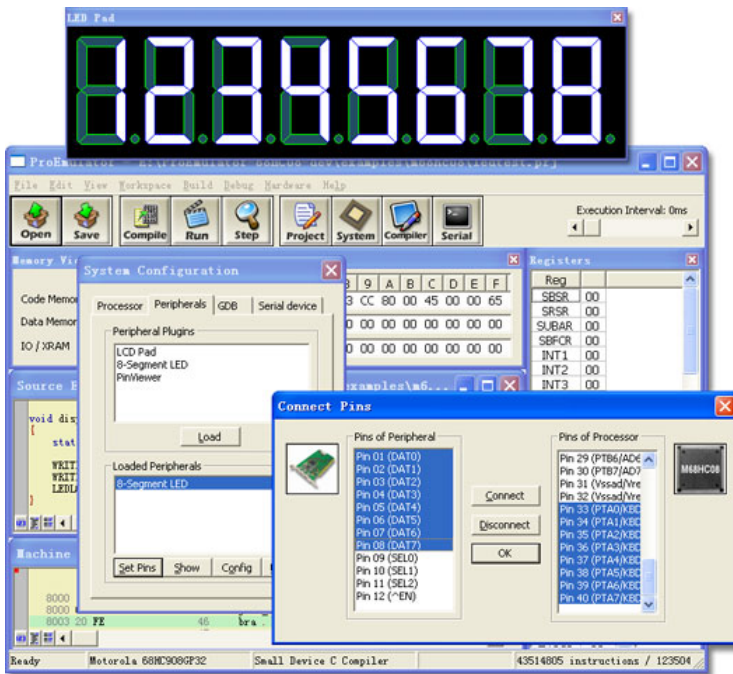 LED Pad
12345678
ProEmulator - E:\ProEmulator
File Edit View Workspace Build Debug Hardware Help
Open Save Compile Run Step Project System Compiler Serial
Execution Interval: 0ms
System Configuration
Registers
9 A B C D E F
Reg
Code Memor
CC 80 00 45 00 00 65
SBSR 00
Processor Peripherals GDB Serial device
SRSR 00
Data Memor
00 00 00 00 00 00 00
SUBAR 00
Peripheral Plugins
SBFCR 00
IO / XRAM
00 00 00 00 00 00 00
INT1 00
LCD Pad
INT2 00
8-Segment LED
INT3 00
PinViewer
examples\m6...
Load
Loaded Peripherals
8-Segment LED
Set Pins Show Config
void
stat
WRIT
WRIT
Machine
8000
8000
8003 20 FE 46 bra
Connect Pins
Pins of Peripheral
Pin 01 (DAT0)
Pin 02 (DAT1)
Pin 03 (DAT2)
Pin 04 (DAT3)
Pin 05 (DAT4)
Pin 06 (DAT5)
Pin 07 (DAT6)
Pin 08 (DAT7)
Pin 09 (SEL0)
Pin 10 (SEL1)
Pin 11 (SEL2)
Pin 12 (^EN)
Connect
Disconnect
OK
Pins of Processor
Pin 29 (PTB6/AD6
Pin 30 (PTB7/AD7
Pin 31 (Vssad/Vre
Pin 32 (Vssad/Vre
Pin 33 (PTA0/KBD
Pin 34 (PTA1/KBD
Pin 35 (PTA2/KBD
Pin 36 (PTA3/KBD
Pin 37 (PTA4/KBD
Pin 38 (PTA5/KBD
Pin 39 (PTA6/KBD
Pin 40 (PTA7/KBD
M68HC08
Ready Motorola 68HC908GP32 Small Device C Compiler 43514805 instructions / 123504